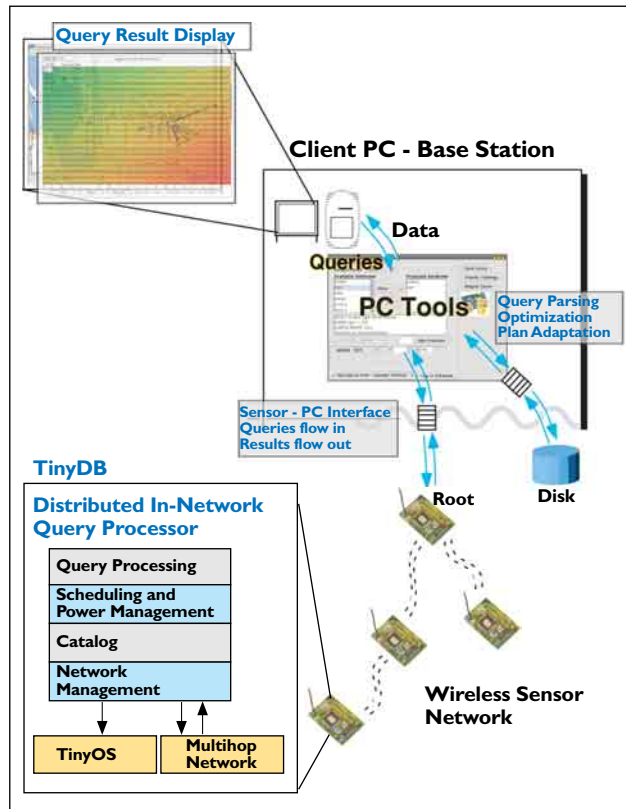 Query Result Display
Client PC - Base Station
Data
Queries
PC Tools
Query Parsing
Optimization
Plan Adaptation
Sensor - PC Interface
Queries flow in
Results flow out
TinyDB
Root
Disk
Distributed In-Network
Query Processor
Query Processing
Scheduling and
Power Management
Catalog
Network
Management
TinyOS
Multihop
Network
Wireless Sensor
Network